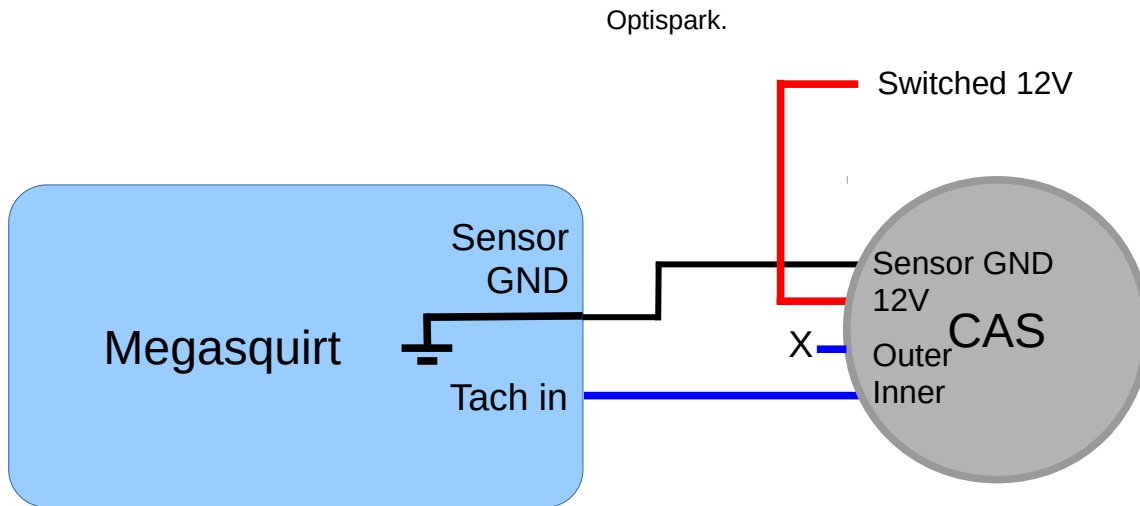 Optispark.
Switched 12V
Sensor
GND
Sensor GND
12V
Megasquirt
X
CAS
Outer
Tach in
Inner